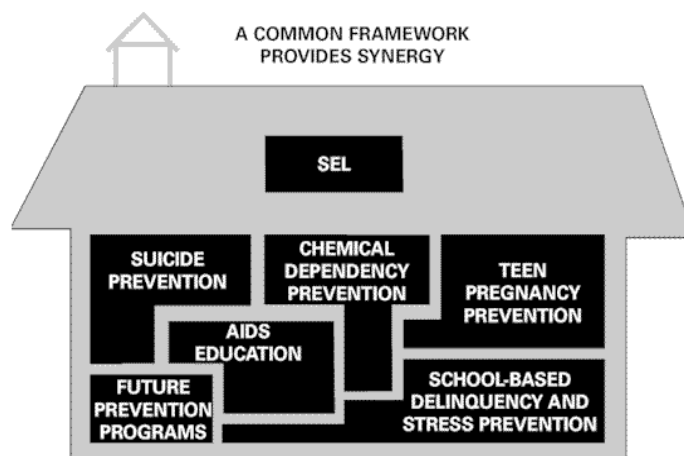 A COMMON FRAMEWORK
PROVIDES SYNERGY
SEL
SUICIDE
PREVENTION
CHEMICAL
DEPENDENCY
PREVENTION
TEEN
PREGNANCY
PREVENTION
AIDS
EDUCATION
FUTURE
PREVENTION
PROGRAMS
SCHOOL-BASED
DELINQUENCY AND
STRESS PREVENTION